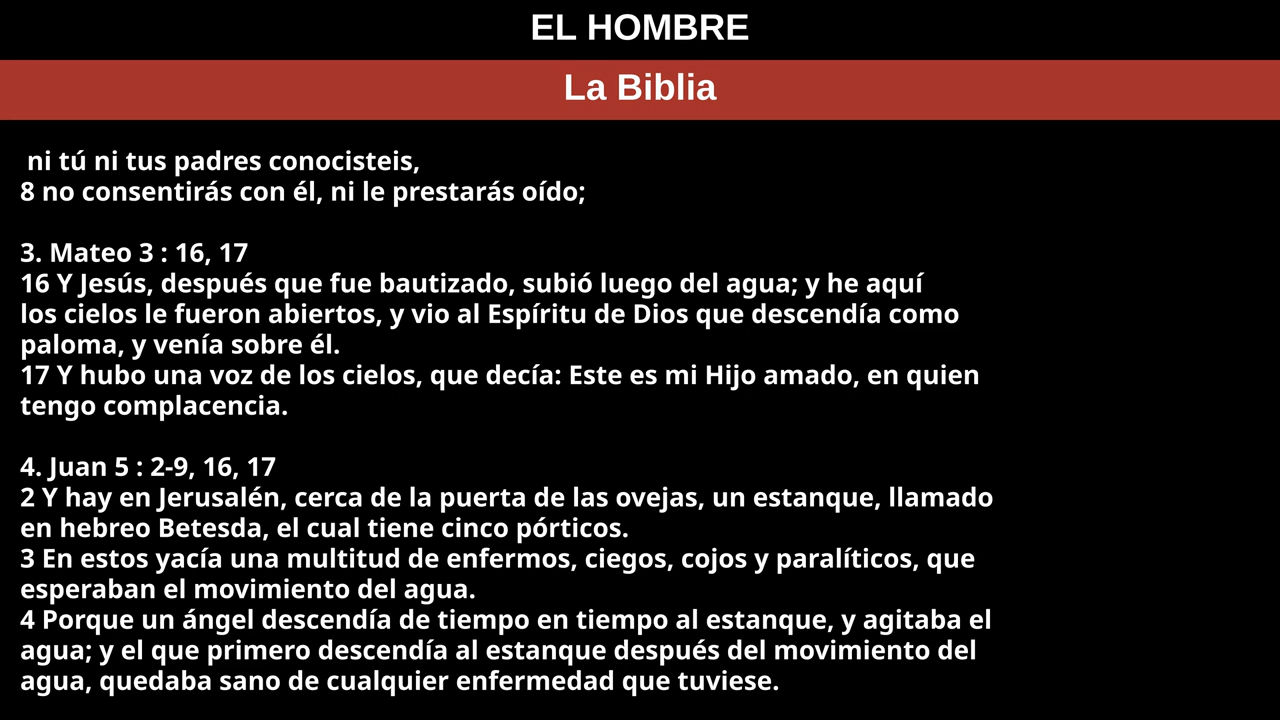 EL HOMBRE
La Biblia
ni tú ni tus padres conocisteis,
8 no consentirás con él, ni le prestarás oído;
3. Mateo 3 : 16, 17
16 Y Jesús, después que fue bautizado, subió luego del agua; y he aquí
los cielos le fueron abiertos, y vio al Espíritu de Dios que descendía como
paloma, y venía sobre él.
17 Y hubo una voz de los cielos, que decía: Este es mi Hijo amado, en quien
tengo complacencia.
4. Juan 5 : 2-9, 16, 17
2 Y hay en Jerusalén, cerca de la puerta de las ovejas, un estanque, llamado
en hebreo Betesda, el cual tiene cinco pórticos.
3 En estos yacía una multitud de enfermos, ciegos, cojos y paralíticos, que
esperaban el movimiento del agua.
4 Porque un ángel descendía de tiempo en tiempo al estanque, y agitaba el
agua; y el que primero descendía al estanque después del movimiento del
agua, quedaba sano de cualquier enfermedad que tuviese.